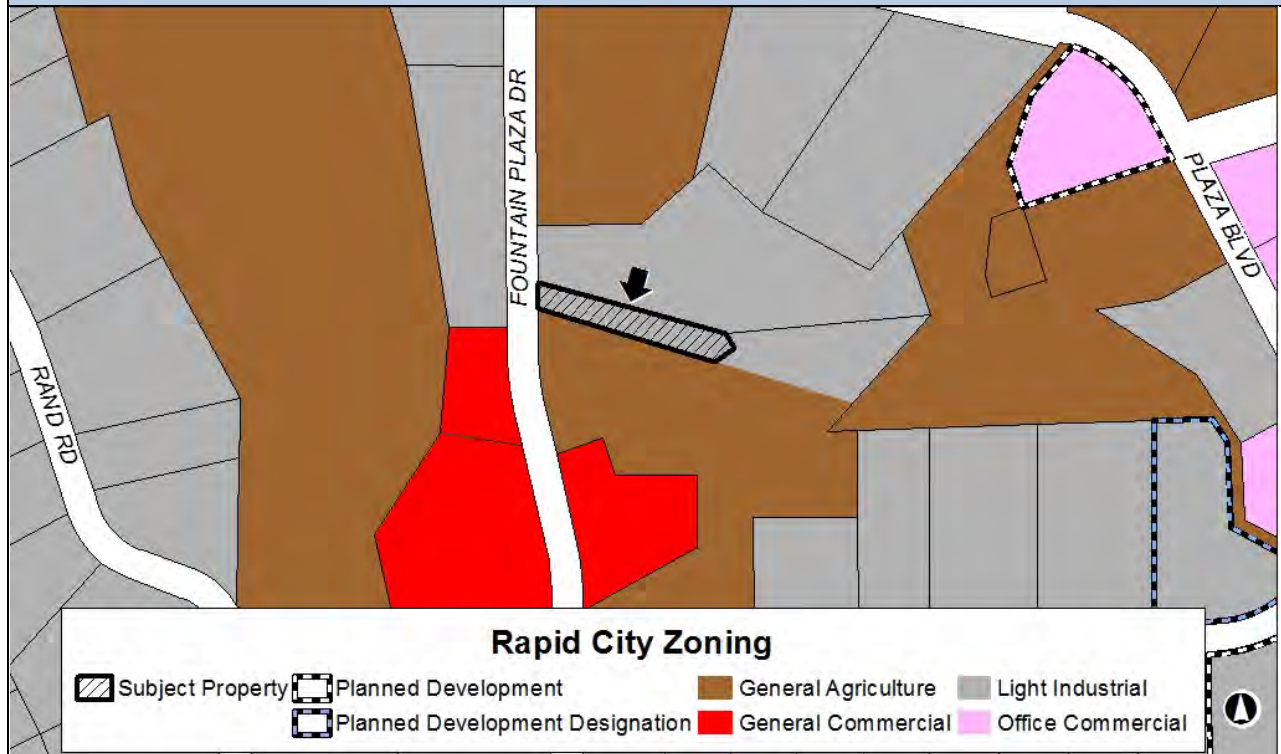 FOUNTAIN PLAZA DR
PLAZA BLVD
RAND RD
Rapid City Zoning
Subject Property
Planned Development
General Agriculture
Light Industrial
Planned Development Designation
General Commercial
Office Commercial